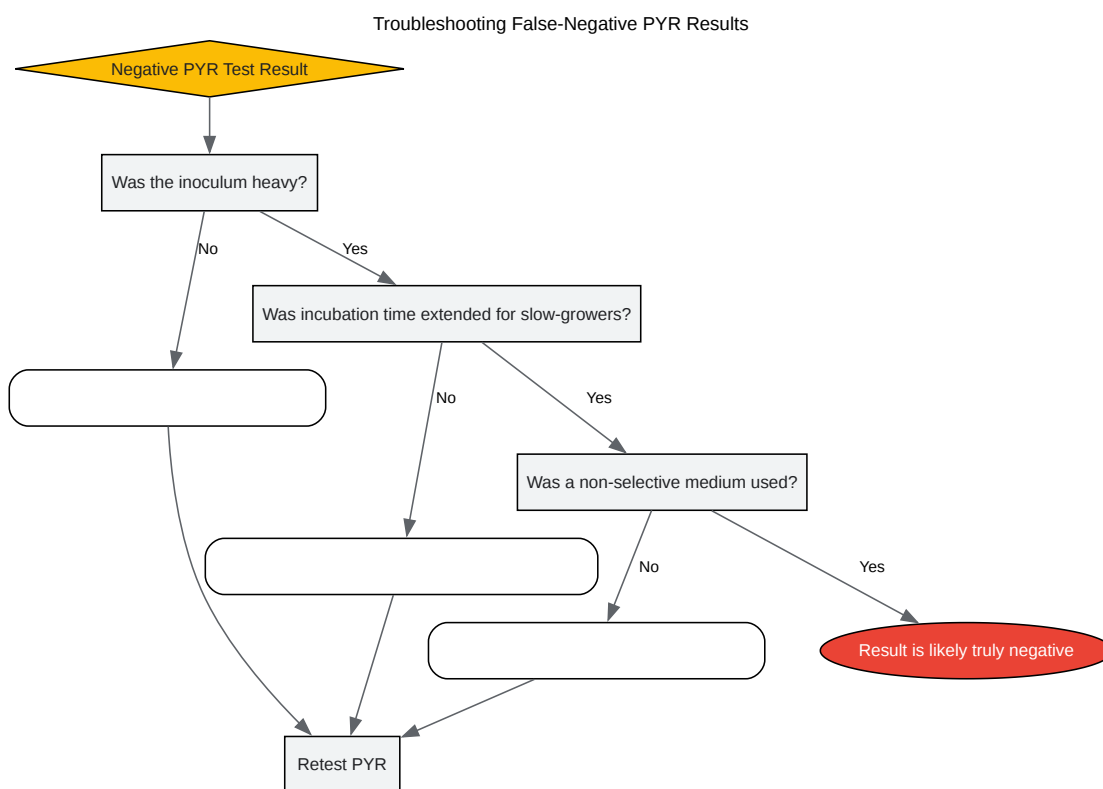 Troubleshooting False-Negative PYR Results
Negative PYR Test Result
Was the inoculum heavy?
No
Yes
Was incubation time extended for slow-growers?
No
Yes
Was a non-selective medium used?
No
Yes
Result is likely truly negative
Retest PYR